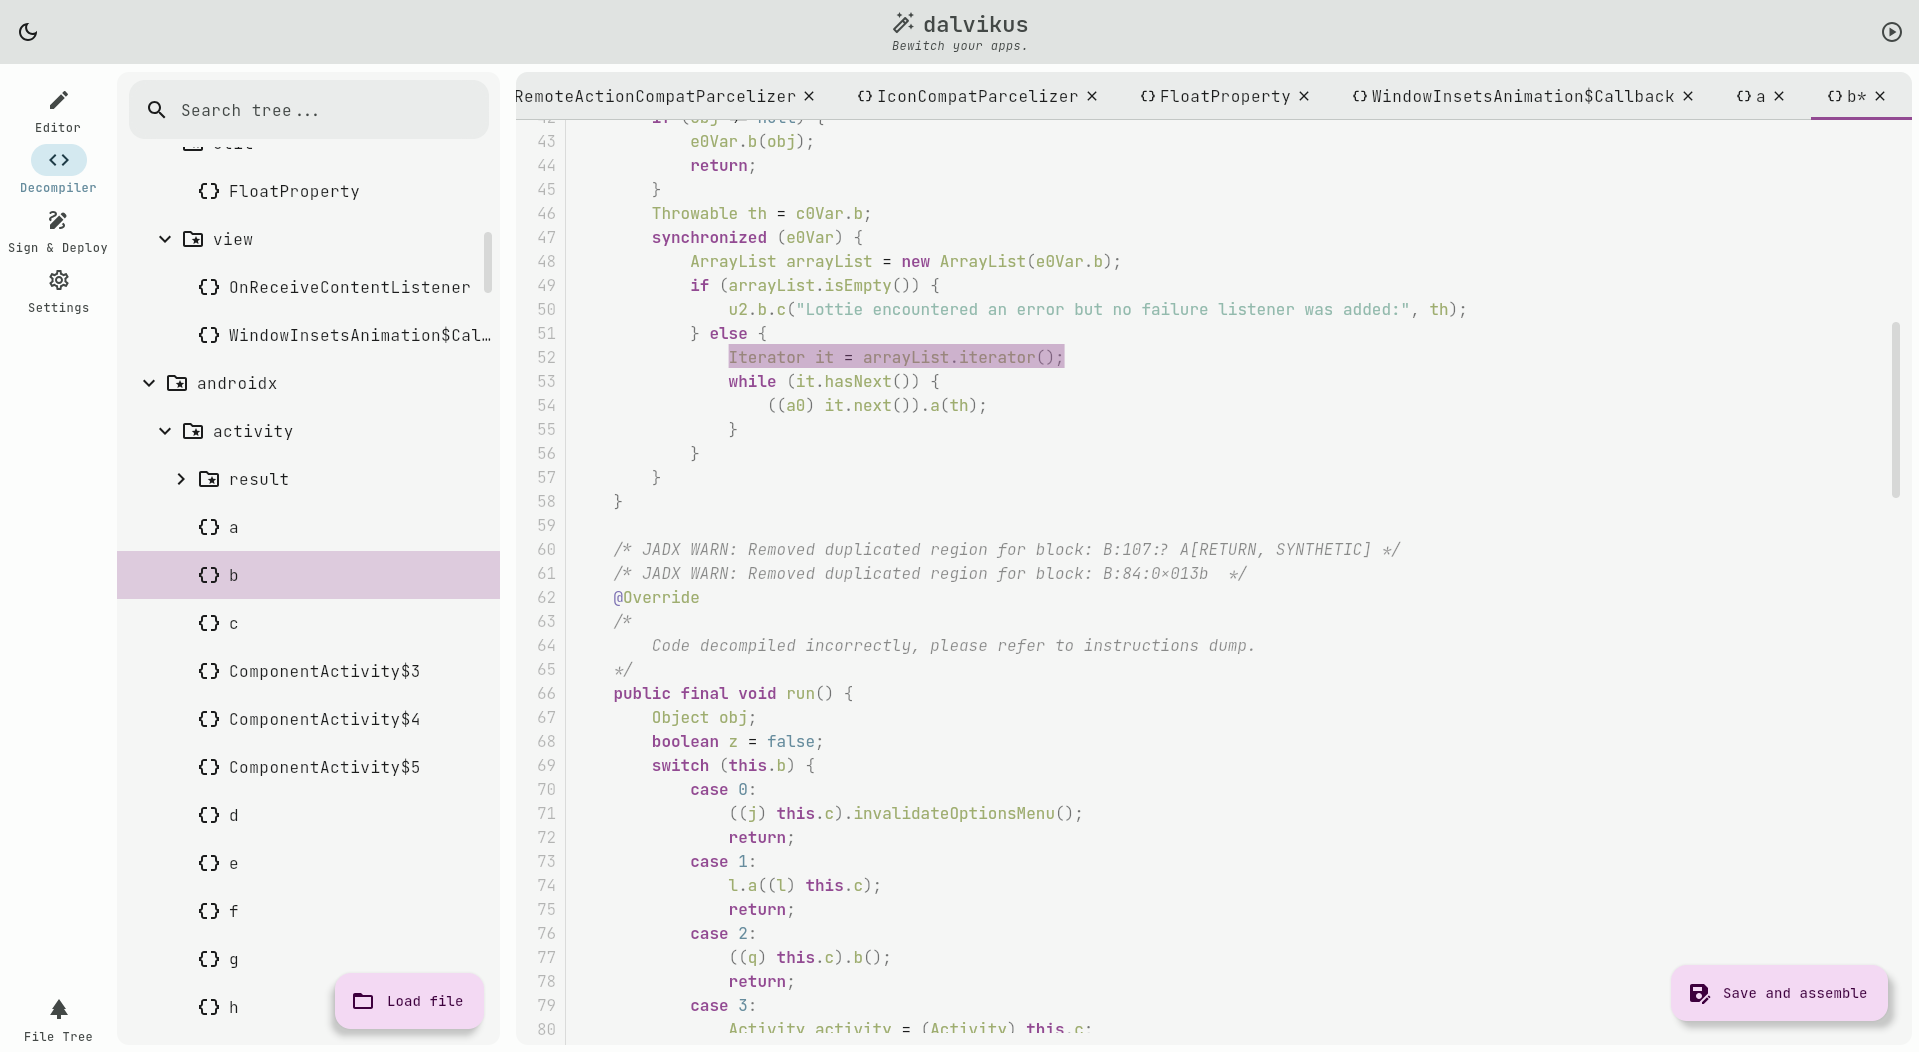 dalvikus
Bewitch your apps.
Editor
Decompiler
Sign & Deploy
Settings
File Tree
Search tree...
FloatProperty
view
OnReceiveContentListener
WindowInsetsAnimation$Cal…
androidx
activity
result
a
b
c
ComponentActivity$3
ComponentActivity$4
ComponentActivity$5
d
e
f
g
h
Load file
RemoteActionCompatParcelizer × {} IconCompatParcelizer × {} FloatProperty × {} WindowInsetsAnimation$Callback × {} a × {} b* ×
43 e0Var.b(obj);
44 return;
45 }
46 Throwable th = c0Var.b;
47 synchronized (e0Var) {
48 ArrayList arrayList = new ArrayList(e0Var.b);
49 if (arrayList.isEmpty()) {
50 u2.b.c("Lottie encountered an error but no failure listener was added:", th);
51 } else {
52 Iterator it = arrayList.iterator();
53 while (it.hasNext()) {
54 ((a0) it.next()).a(th);
55 }
56 }
57 }
58 }
59
60 /* JADX WARN: Removed duplicated region for block: B:107:? A[RETURN, SYNTHETIC] */
61 /* JADX WARN: Removed duplicated region for block: B:84:0×013b */
62 @Override
63 /*
64 Code decompiled incorrectly, please refer to instructions dump.
65 */
66 public final void run() {
67 Object obj;
68 boolean z = false;
69 switch (this.b) {
70 case 0:
71 ((j) this.c).invalidateOptionsMenu();
72 return;
73 case 1:
74 l.a((l) this.c);
75 return;
76 case 2:
77 ((q) this.c).b();
78 return;
79 case 3:
80 Activity activity = (Activity) this.c;
Save and assemble